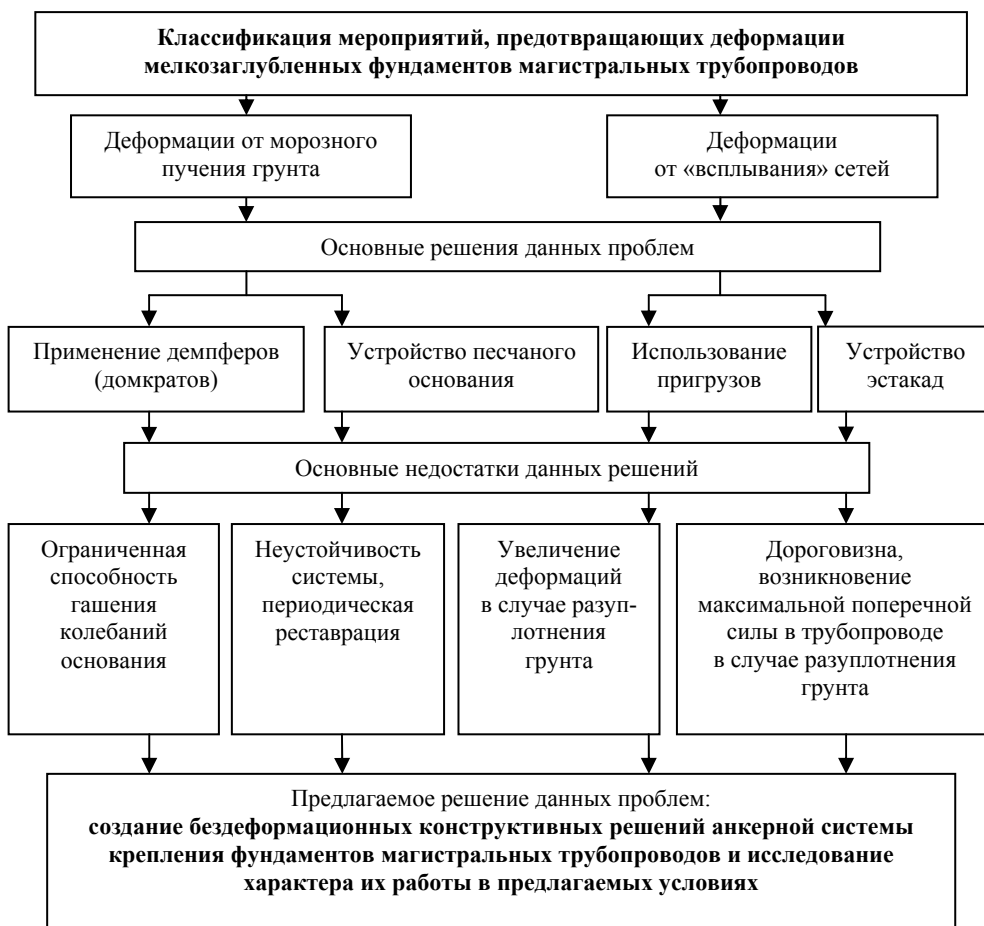 Классификация мероприятий, предотвращающих деформации
мелкозаглубленных фундаментов магистральных трубопроводов
Деформации от морозного
пучения грунта
Деформации
от «всплывания» сетей
Основные решения данных проблем
Применение демпферов
(домкратов)
Устройство песчаного
основания
Использование
пригрузов
Устройство
эстакад
Основные недостатки данных решений
Ограниченная
способность
гашения
колебаний
основания
Неустойчивость
системы,
периодическая
реставрация
Увеличение
деформаций
в случае разуп-
лотнения
грунта
Дороговизна,
возникновение
максимальной поперечной
силы в трубопроводе
в случае разуплотнения
грунта
Предлагаемое решение данных проблем:
создание бездеформационных конструктивных решений анкерной системы
крепления фундаментов магистральных трубопроводов и исследование
характера их работы в предлагаемых условиях